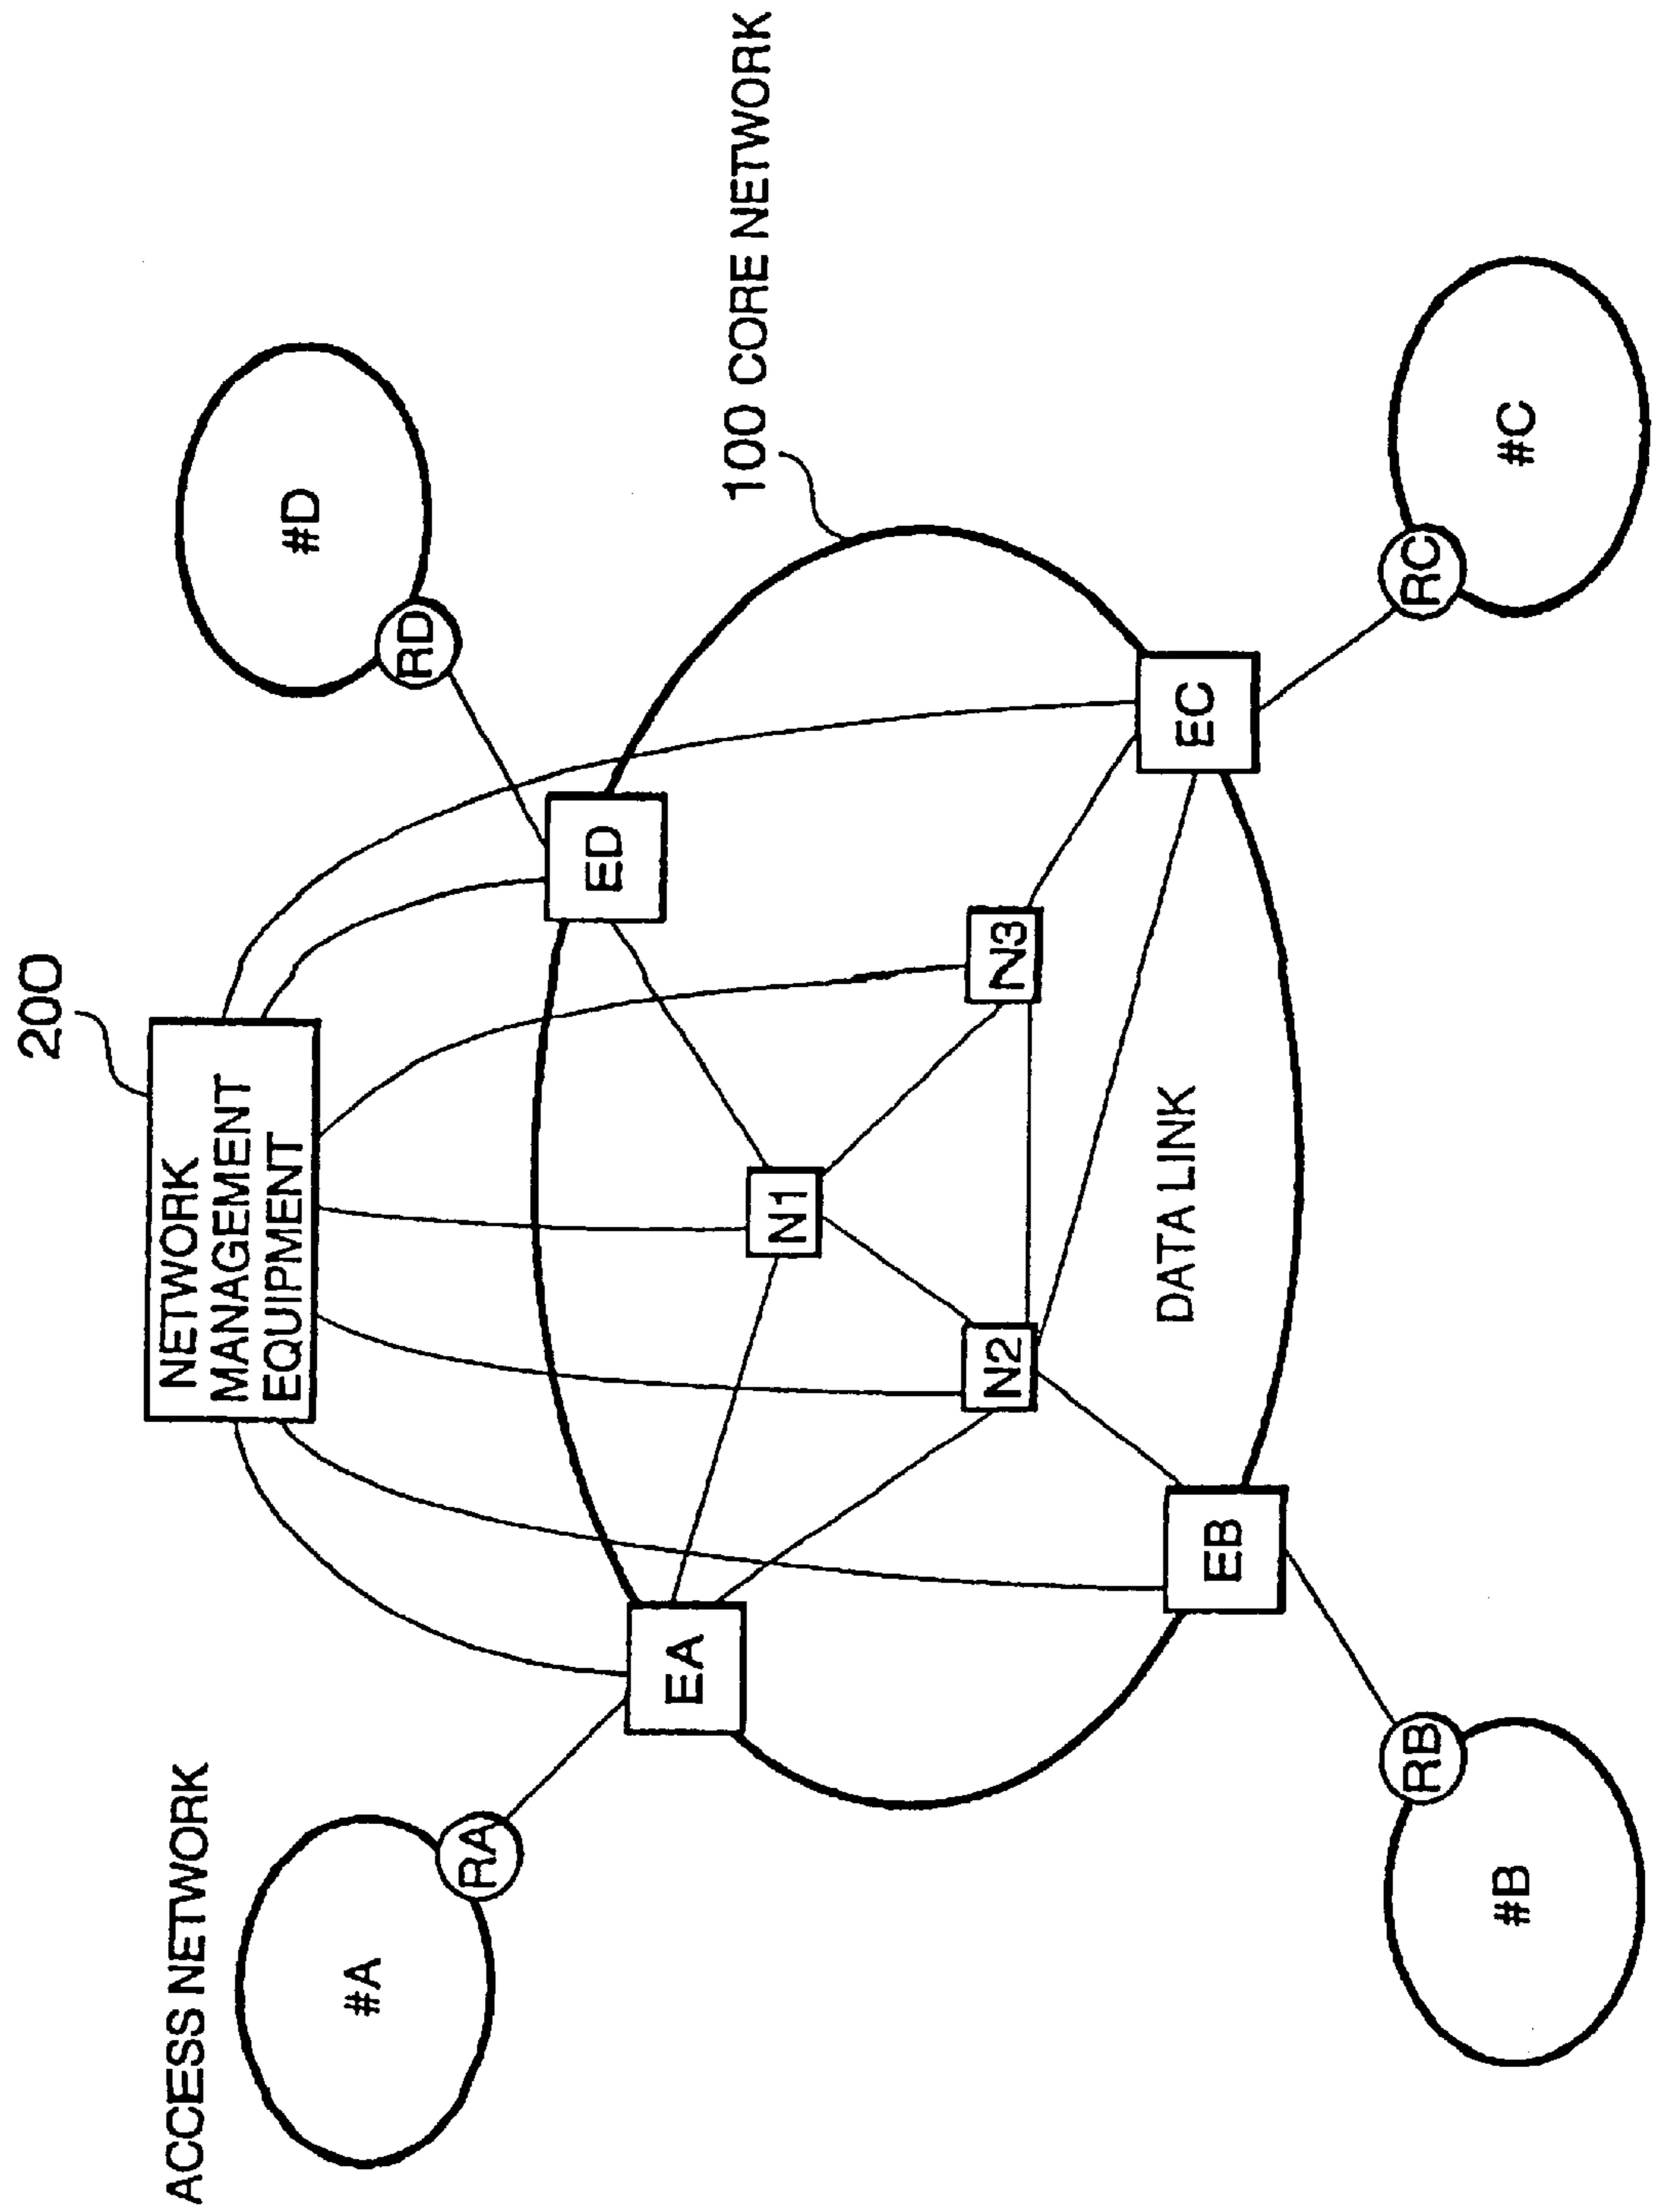 200
NETWORK
MANAGEMENT
EQUIPMENT
ACCESS NETWORK
#A
RA
#D
RD
EA
ED
100 CORE NETWORK
N1
N2
N3
DATA LINK
EB
EC
RB
#B
RC
#C